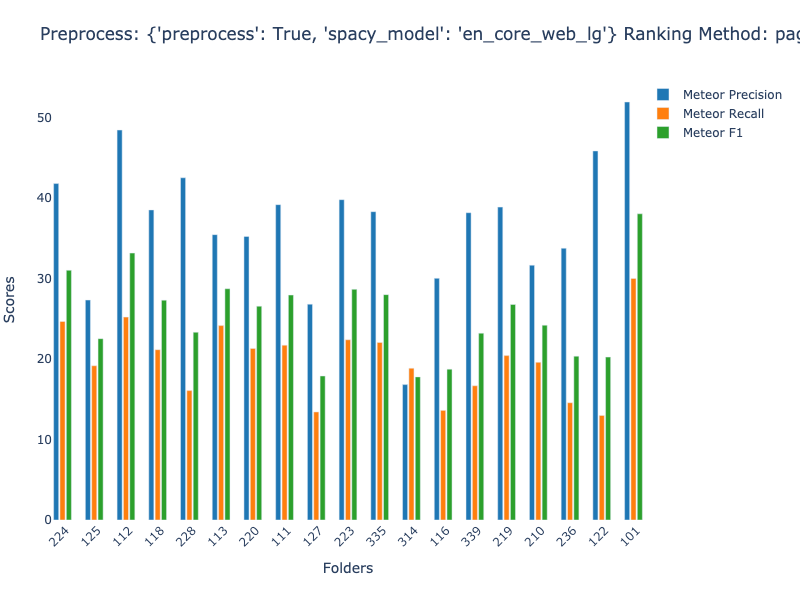 Preprocess: {'preprocess': True, 'spacy_model': 'en_core_web_lg'} Ranking Method: pag
Meteor Precision
Meteor Recall
Meteor F1
Scores
50
40
30
20
10
0
224 125 112 118 228 113 220 111 127 223 335 314 116 339 219 210 236 122 101
Folders